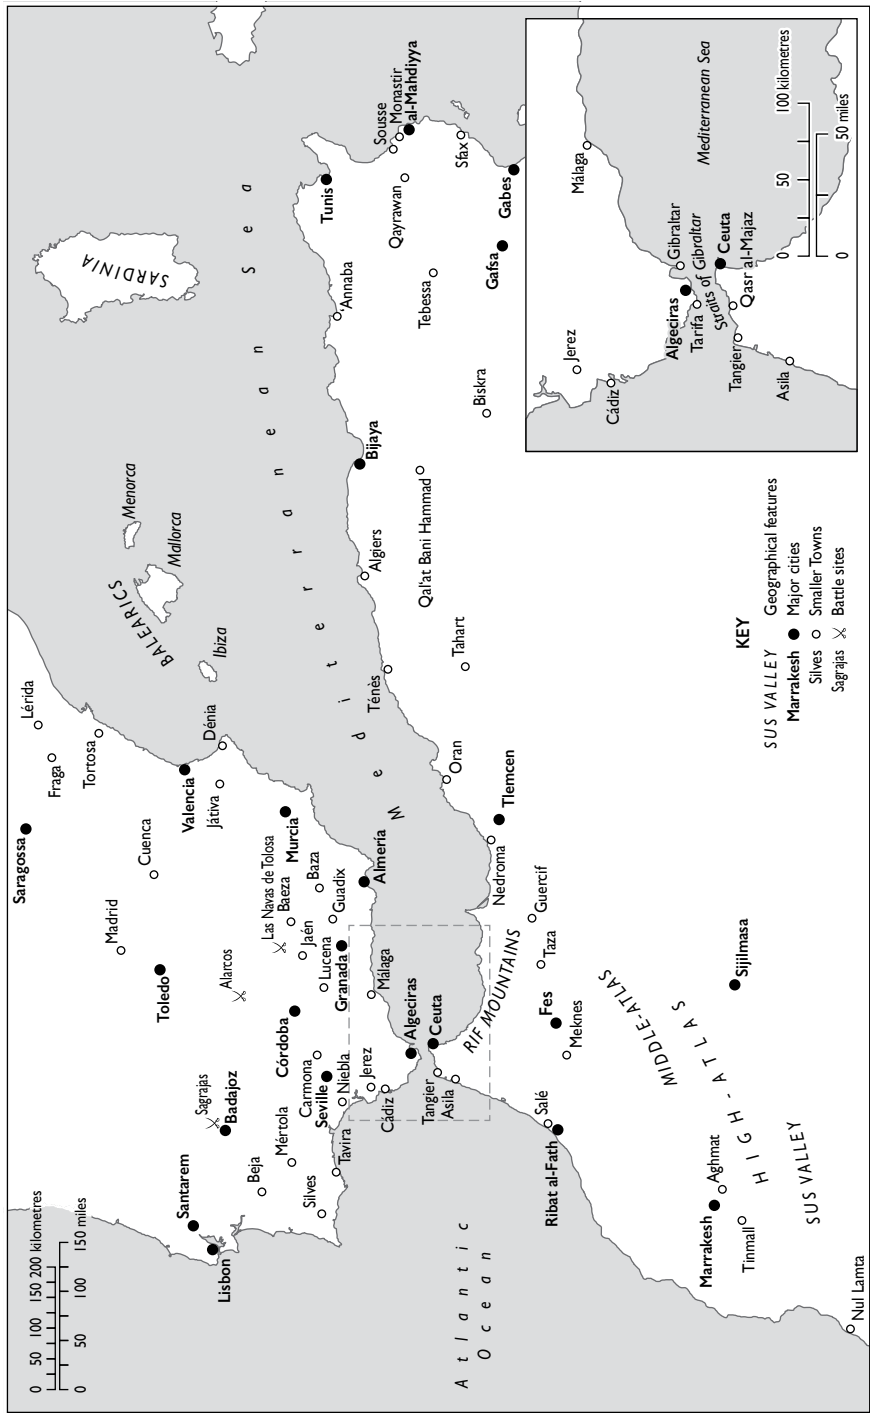 0 50 100 150 200 kilometres
0 50 100 150 miles
Santarem
Lisbon
Sagrajas
Badajoz
Beja
Mértola
Silves
Tavira
Toledo
Madrid
Alarcos
Cuenca
Saragossa
Fraga
Lérida
Tortosa
Valencia
Játiva
Dénia
Murcia
Las Navas de Tolosa
Baeza
Baza
Jaén
Guadix
Lucena
Granada
Almería
Málaga
Córdoba
Carmona
Seville
Niebla
Jerez
Cádiz
Algeciras
Ceuta
Tangier
Asila
BALEARICS
Ibiza
Mallorca
Menorca
SARDINIA
Mediterranean Sea
Atlantic
Ocean
RIF MOUNTAINS
Nedroma
Tlemcen
Oran
Ténès
Tahart
Algiers
Qal'at Bani Hammad
Bijaya
Biskra
Annaba
Tebessa
Tunis
Qayrawan
Sousse
Monastir
al-Mahdiyya
Sfax
Gafsa
Gabes
Guercif
Taza
Fes
Meknes
Salé
Ribat al-Fath
MIDDLE-ATLAS
HIGH-ATLAS
Sijilmasa
Aghmat
Marrakesh
Tinmall
SUS VALLEY
Nul Lamta
KEY
SUS VALLEY Geographical features
Marrakesh Major cities
Silves Smaller Towns
Sagrajas Battle sites
Jerez
Cádiz
Málaga
Gibraltar
Algeciras
Tarifa
Straits of Gibraltar
Ceuta
Qasr al-Majaz
Tangier
Asila
Mediterranean Sea
0 50 100 kilometres
0 50 miles